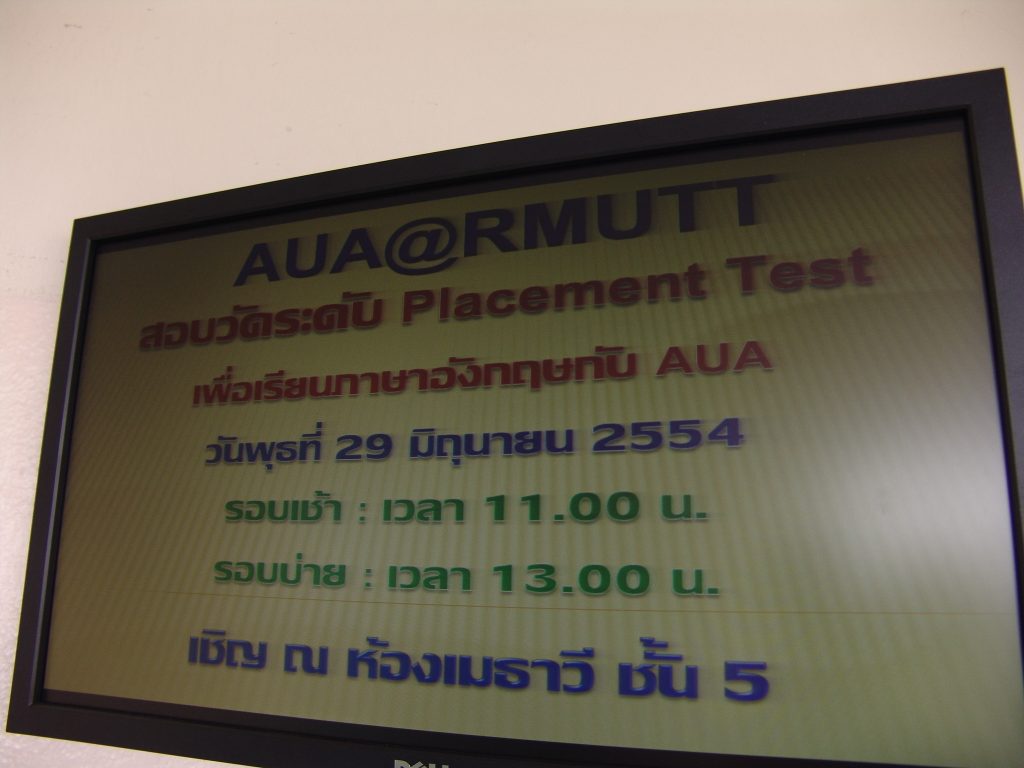 AUA@RMUTT
สอบวัดระดับ Placement Test
เพื่อเรียนภาษาอังกฤษกับ AUA
วันพุธที่ 29 มิถุนายน 2554
รอบเช้า : เวลา 11.00 น.
รอบบ่าย : เวลา 13.00 น.
เชิญ ณ ห้องเมธาวี ชั้น 5